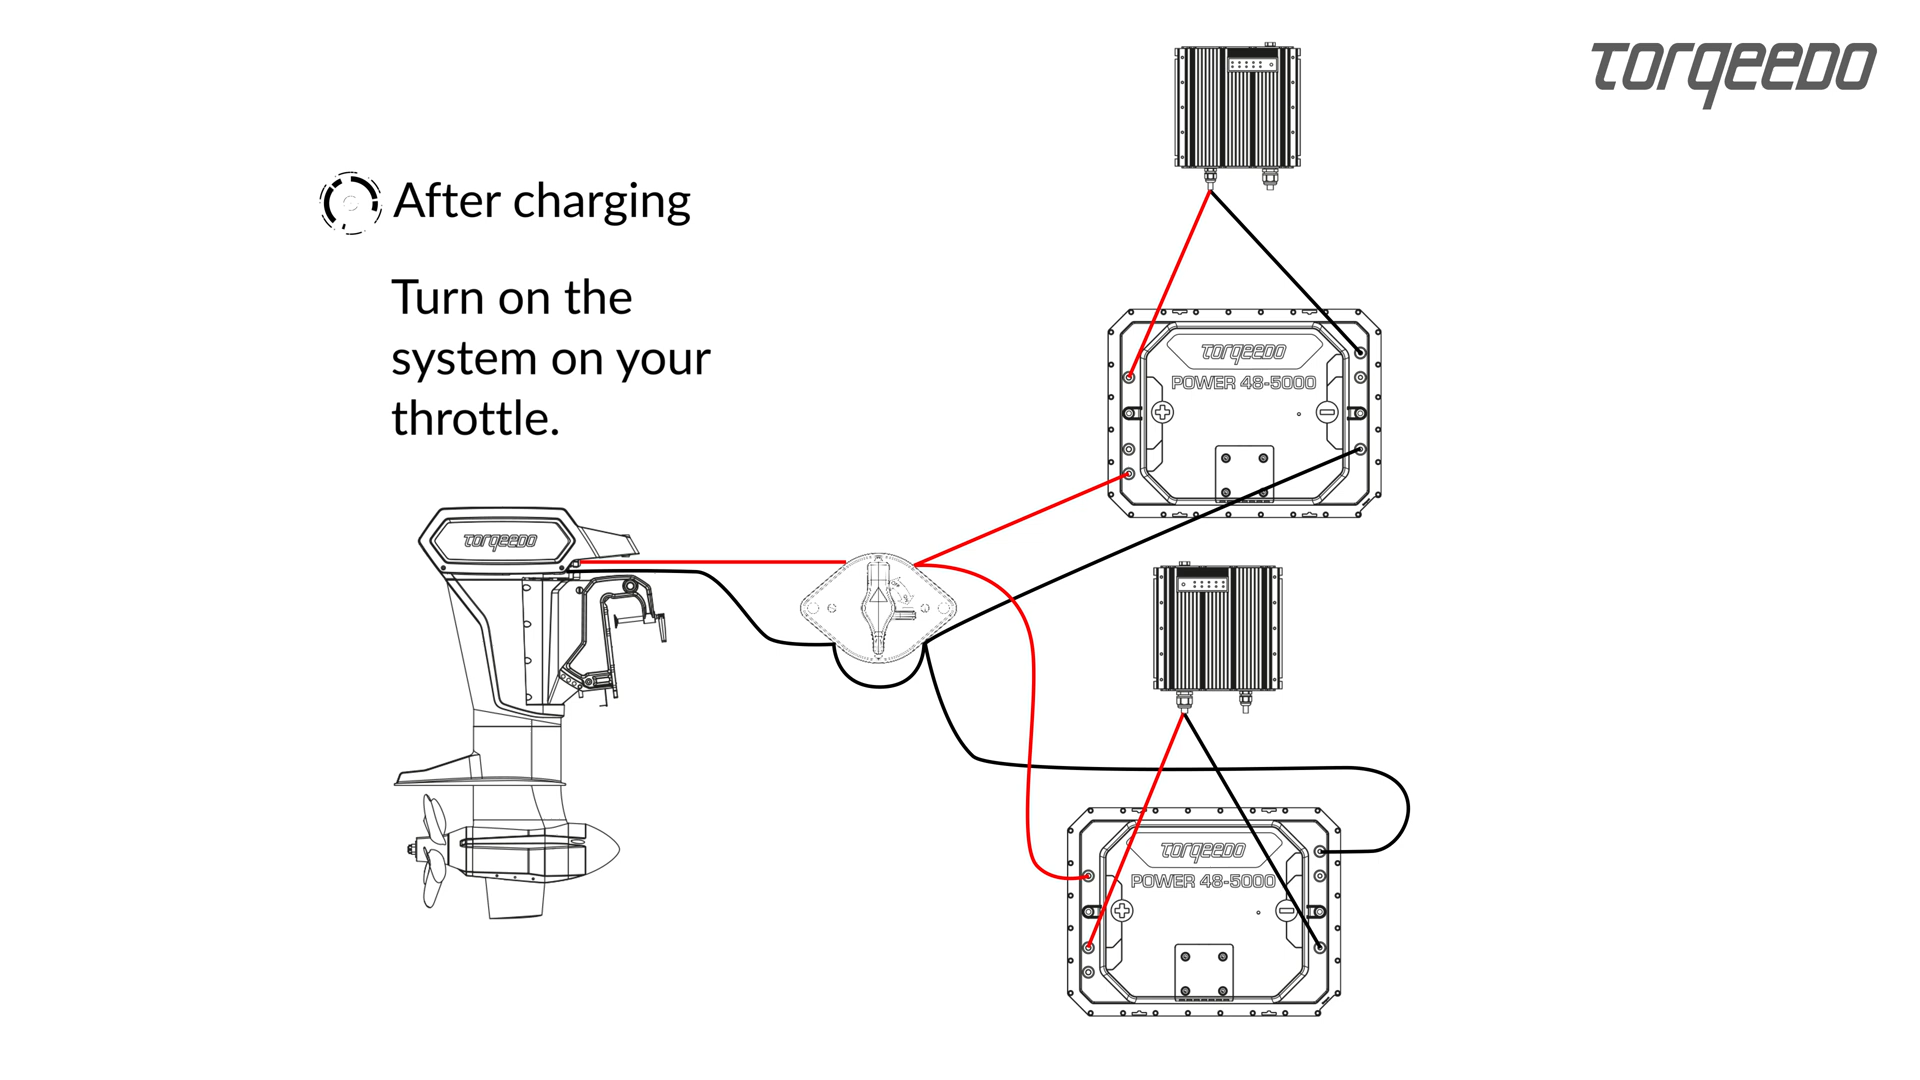 TORQEEDO
After charging
Turn on the
system on your
throttle.
TORQEEDO
POWER 48-5000
TORQEEDO
TORQEEDO
POWER 48-5000